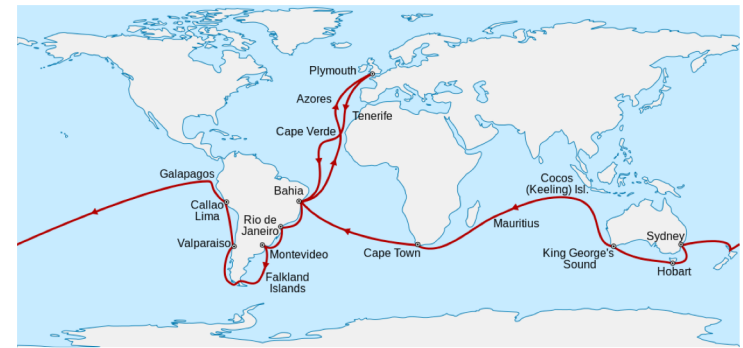 Plymouth
Azores
Tenerife
Cape Verde
Galapagos
Bahia
Callao
Lima
Rio de
Janeiro
Valparaiso
Montevideo
Falkland
Islands
Cape Town
Mauritius
Cocos
(Keeling) Isl.
Sydney
King George's
Sound
Hobart